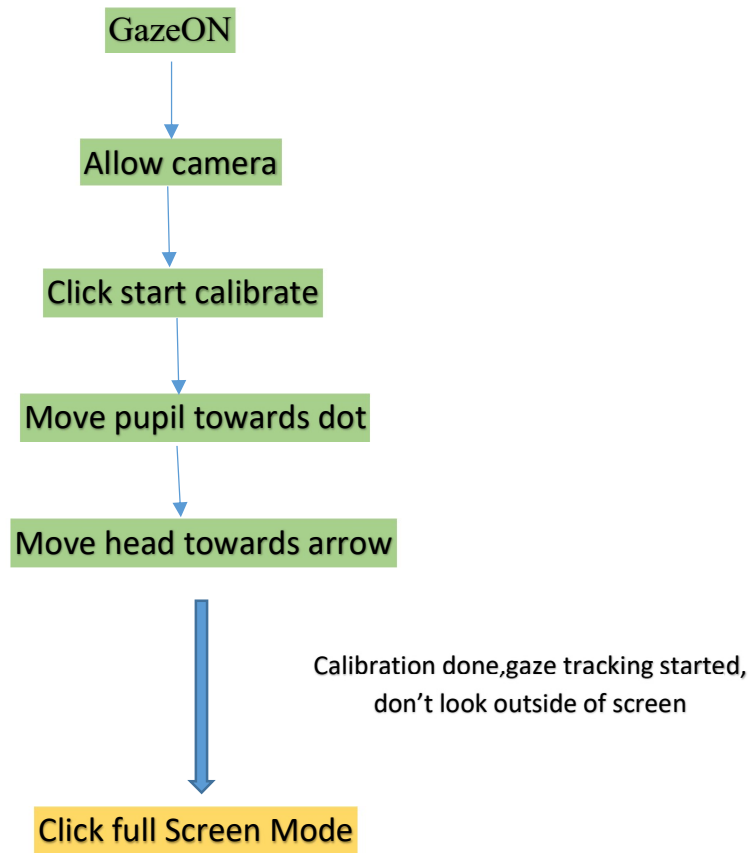 GazeON
Allow camera
Click start calibrate
Move pupil towards dot
Move head towards arrow
Calibration done,gaze tracking started,
don’t look outside of screen
Click full Screen Mode